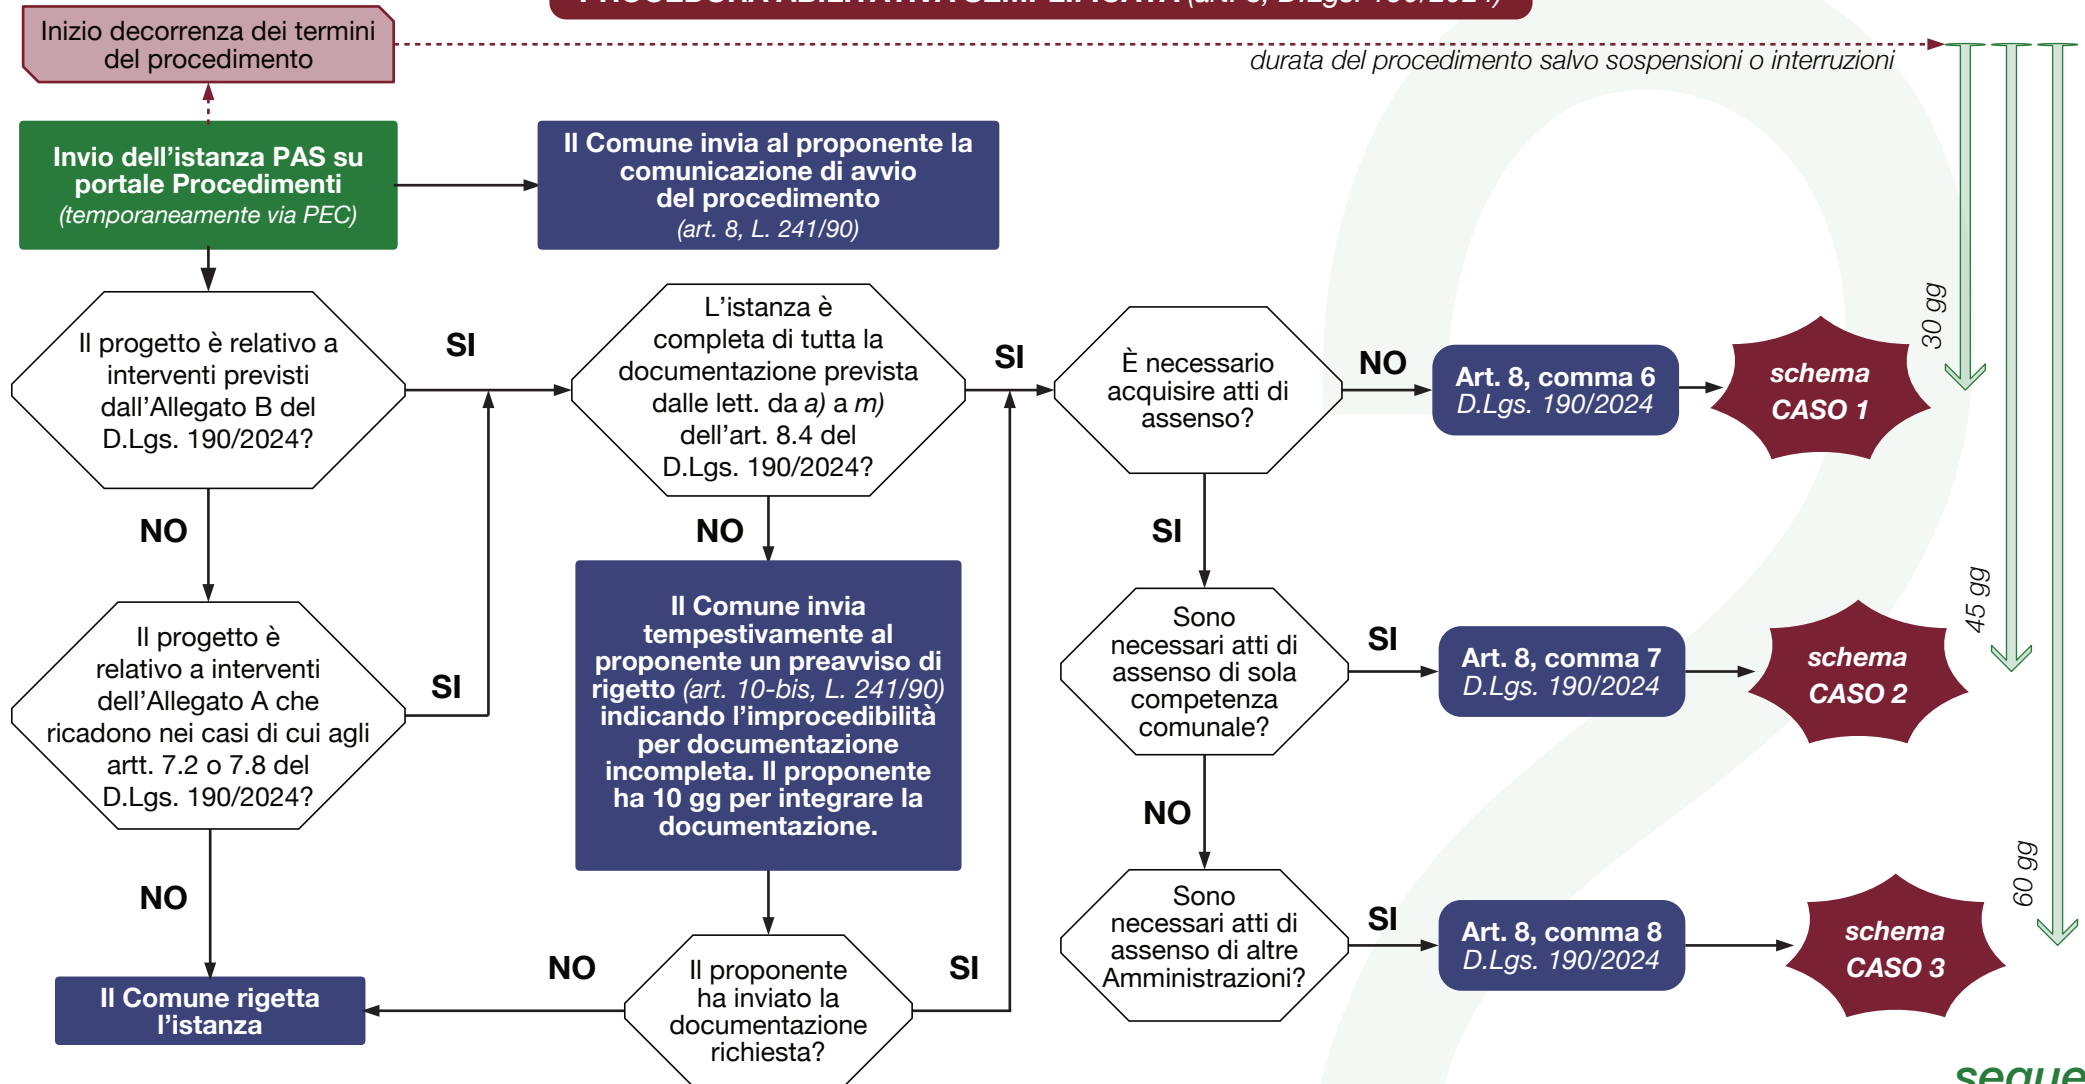 PROCEDURA ABILITATIVA SEMPLIFICATA (art. 8, D.Lgs. 190/2024)
Inizio decorrenza dei termini
del procedimento
durata del procedimento salvo sospensioni o interruzioni
Invio dell'istanza PAS su
portale Procedimenti
(temporaneamente via PEC)
Il Comune invia al proponente la
comunicazione di avvio
del procedimento
(art. 8, L. 241/90)
Il progetto è relativo a
interventi previsti
dall'Allegato B del
D.Lgs. 190/2024?
SI
L'istanza è
completa di tutta la
documentazione prevista
dalle lett. da a) a m)
dell'art. 8.4 del
D.Lgs. 190/2024?
SI
È necessario
acquisire atti di
assenso?
NO
Art. 8, comma 6
D.Lgs. 190/2024
schema
CASO 1
30 gg
NO
NO
SI
Il progetto è
relativo a interventi
dell'Allegato A che
ricadono nei casi di cui agli
artt. 7.2 o 7.8 del
D.Lgs. 190/2024?
SI
Il Comune invia
tempestivamente al
proponente un preavviso di
rigetto (art. 10-bis, L. 241/90)
indicando l'improcedibilità
per documentazione
incompleta. Il proponente
ha 10 gg per integrare la
documentazione.
Sono
necessari atti di
assenso di sola
competenza
comunale?
SI
Art. 8, comma 7
D.Lgs. 190/2024
schema
CASO 2
45 gg
NO
NO
Sono
necessari atti di
assenso di altre
Amministrazioni?
SI
Art. 8, comma 8
D.Lgs. 190/2024
schema
CASO 3
60 gg
Il Comune rigetta
l'istanza
NO
Il proponente
ha inviato la
documentazione
richiesta?
SI
segue